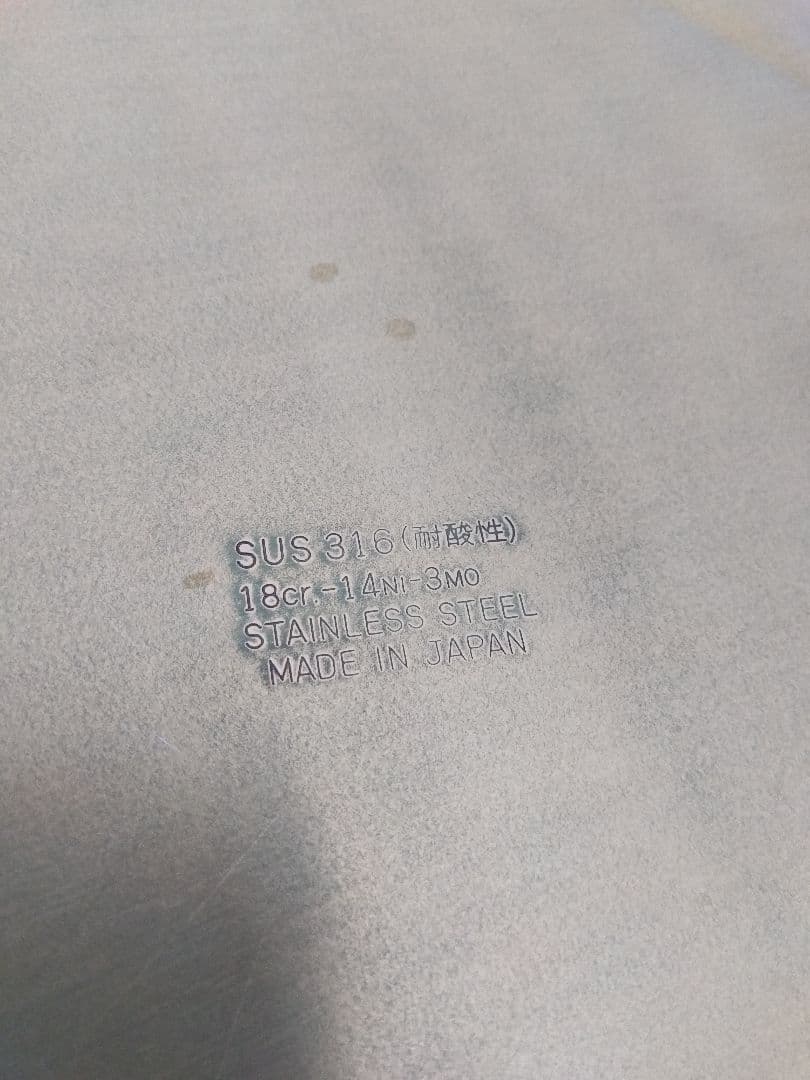 SUS 316 (耐酸性)
18cr.-14Ni-3MO
STAINLESS STEEL
MADE IN JAPAN